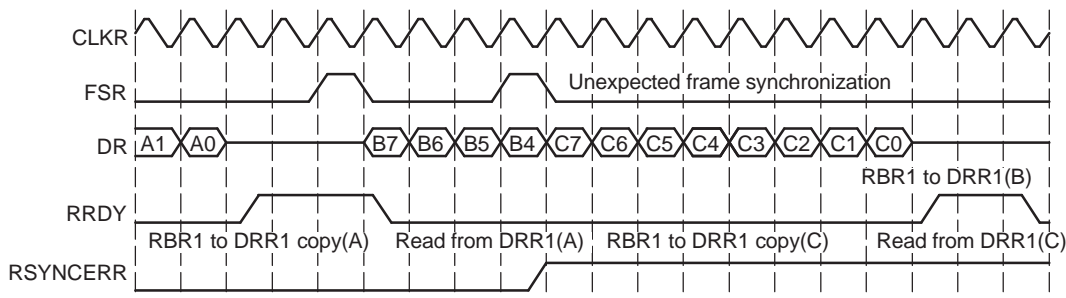 CLKR
FSR Unexpected frame synchronization
DR A1 A0 B7 B6 B5 B4 C7 C6 C5 C4 C3 C2 C1 C0
RBR1 to DRR1(B)
RRDY
RBR1 to DRR1 copy(A) Read from DRR1(A) RBR1 to DRR1 copy(C) Read from DRR1(C)
RSYNCERR